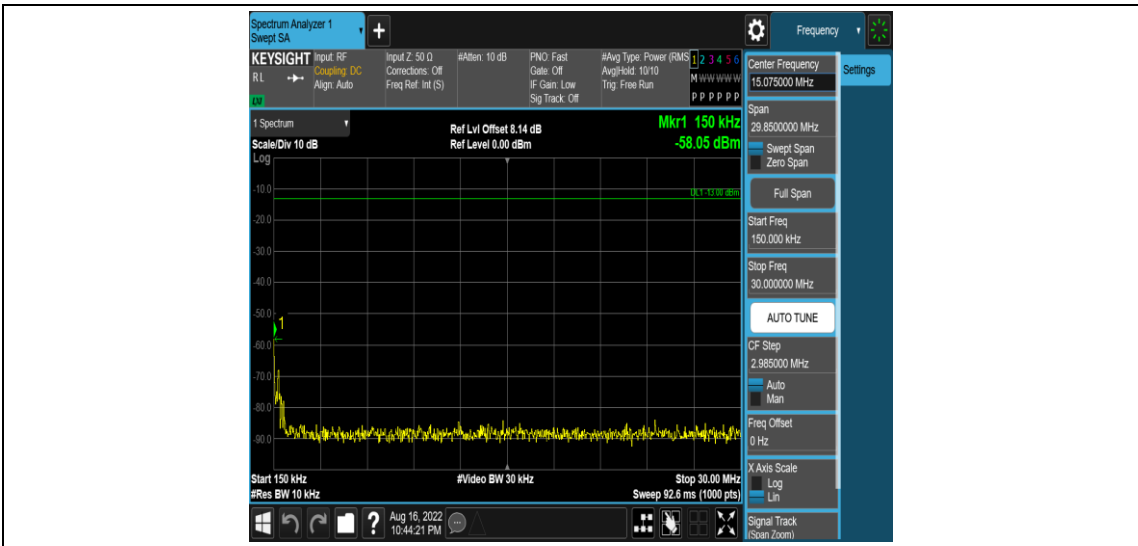 Spectrum Analyzer 1
Swept SA
+
Frequency
KEYSIGHT
RL
LXI
Input: RF
Coupling: DC
Align: Auto
Input Z: 50 Ω
Corrections: Off
Freq Ref: Int (S)
#Atten: 10 dB
PNO: Fast
Gate: Off
IF Gain: Low
Sig Track: Off
#Avg Type: Power (RMS
Avg|Hold: 10/10
Trig: Free Run
1 2 3 4 5 6
M W W W W W
P P P P P P
1 Spectrum
Scale/Div 10 dB
Log
Ref Lvl Offset 8.14 dB
Ref Level 0.00 dBm
Mkr1 150 kHz
-58.05 dBm
DL1 -13.00 dBm
-10.0
-20.0
-30.0
-40.0
-50.0
1
-60.0
-70.0
-80.0
-90.0
Start 150 kHz
#Res BW 10 kHz
#Video BW 30 kHz
Stop 30.00 MHz
Sweep 92.6 ms (1000 pts)
?
Aug 16, 2022
10:44:21 PM
Center Frequency
15.075000 MHz
Settings
Span
29.8500000 MHz
Swept Span
Zero Span
Full Span
Start Freq
150.000 kHz
Stop Freq
30.000000 MHz
AUTO TUNE
CF Step
2.985000 MHz
Auto
Man
Freq Offset
0 Hz
X Axis Scale
Log
Lin
Signal Track
(Span Zoom)